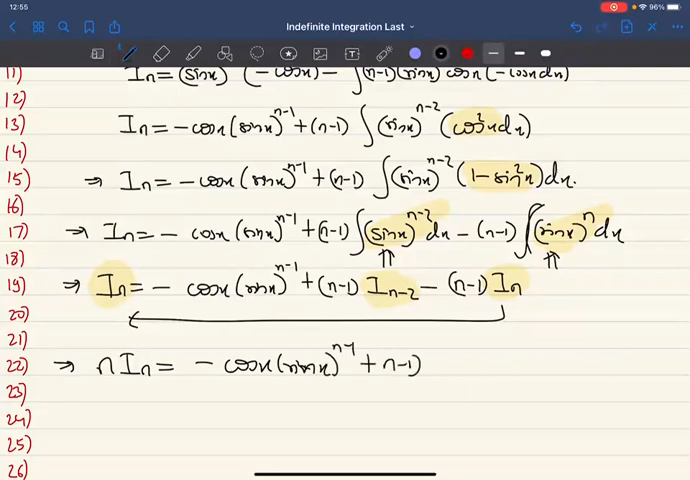 12:55
96%
Indefinite Integration Last
11) Iₙ = (sinx) (-cosx) - ∫(n-1)(sinx) cosx(-cosx dx)
12)
13) Iₙ = -cosx(sinx)ⁿ⁻¹ + (n-1) ∫(sinx)ⁿ⁻² (cos²x dx)
14)
15) ⇒ Iₙ = -cosx(sinx)ⁿ⁻¹ + (n-1) ∫(sinx)ⁿ⁻² (1-sin²x) dx.
16)
17) ⇒ Iₙ = - cosx(sinx)ⁿ⁻¹ + (n-1) ∫(sinx)ⁿ⁻² dx - (n-1) ∫(sinx)ⁿ dx
18) ⇑ ⇑
19) ⇒ Iₙ = - cosx(sinx)ⁿ⁻¹ + (n-1) Iₙ₋₂ - (n-1) Iₙ
20)
21)
22) ⇒ n Iₙ = - cosx(sinx)ⁿ⁻¹ + n-1)
23)
24)
25)
26)